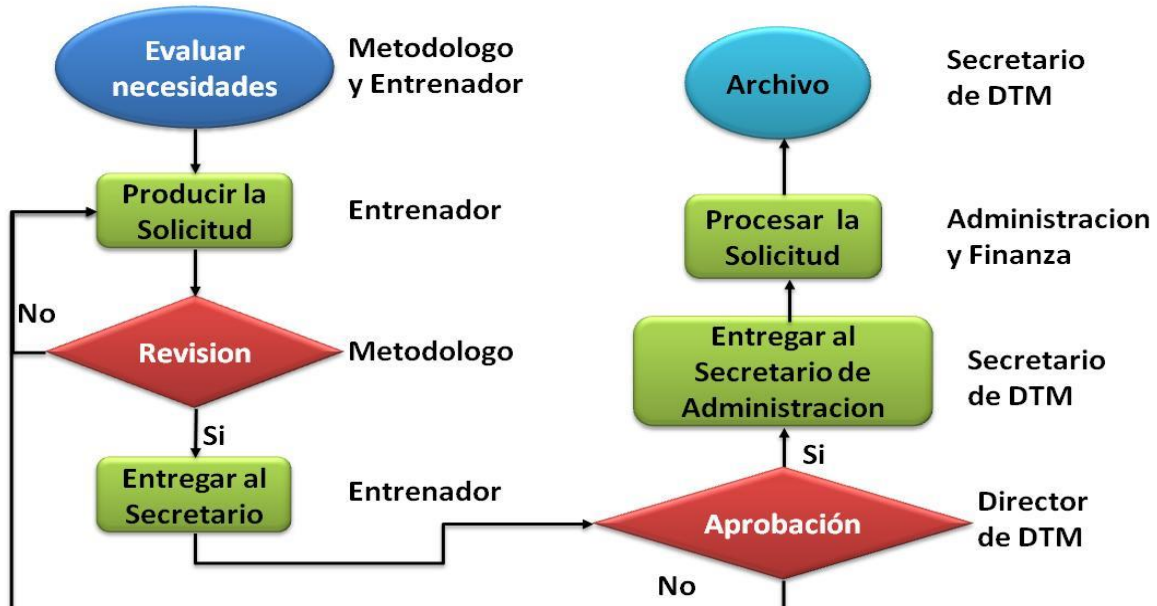 Evaluar
necesidades
Metodologo
y Entrenador
Producir la
Solicitud
Entrenador
No
Revision
Metodologo
Si
Entregar al
Secretario
Entrenador
Archivo
Secretario
de DTM
Procesar la
Solicitud
Administracion
y Finanza
Entregar al
Secretario de
Administracion
Secretario
de DTM
Si
Aprobación
Director
de DTM
No